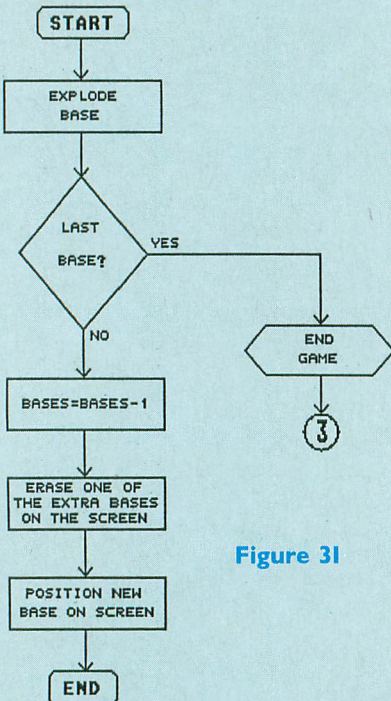 START
EXPLODE
BASE
LAST
BASE?
YES
NO
END
GAME
3
BASES=BASES-1
ERASE ONE OF
THE EXTRA BASES
ON THE SCREEN
POSITION NEW
BASE ON SCREEN
END
Figure 3I